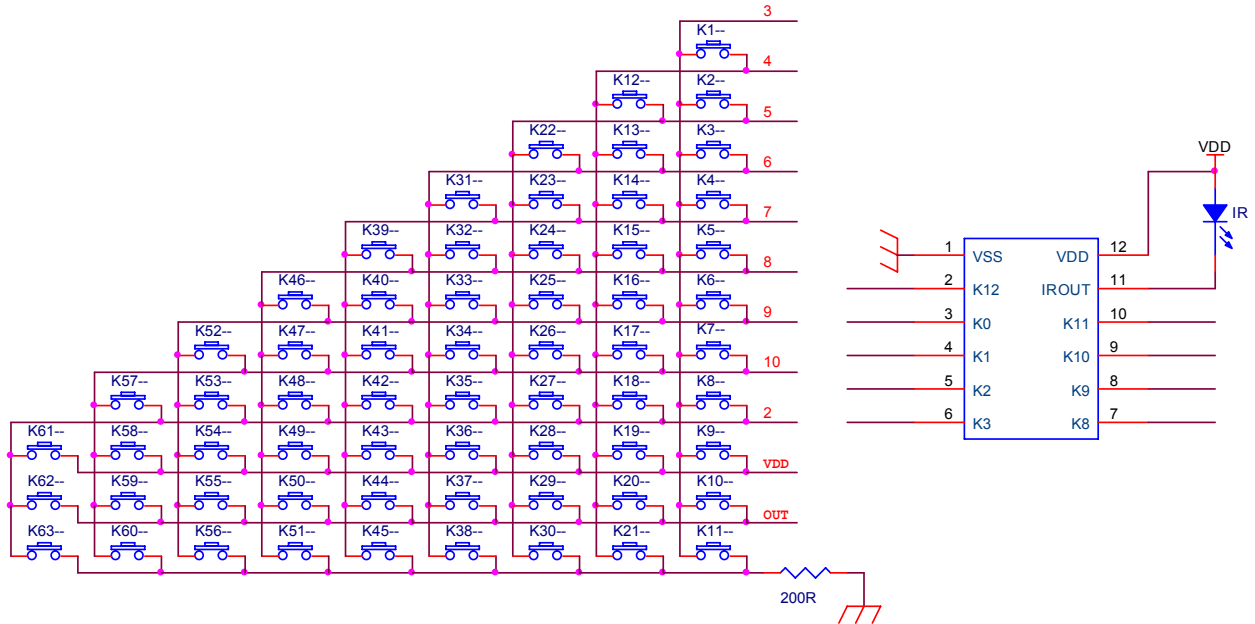 3
K1--
4
K12-- K2--
5
K22-- K13-- K3--
6
K31-- K23-- K14-- K4--
7
K39-- K32-- K24-- K15-- K5--
8
K46-- K40-- K33-- K25-- K16-- K6--
9
K52-- K47-- K41-- K34-- K26-- K17-- K7--
10
K57-- K53-- K48-- K42-- K35-- K27-- K18-- K8--
2
K61-- K58-- K54-- K49-- K43-- K36-- K28-- K19-- K9--
VDD
K62-- K59-- K55-- K50-- K44-- K37-- K29-- K20-- K10--
OUT
K63-- K60-- K56-- K51-- K45-- K38-- K30-- K21-- K11--
200R
VDD
IR
1 VSS VDD 12
2 K12 IROUT 11
3 K0 K11 10
4 K1 K10 9
5 K2 K9 8
6 K3 K8 7